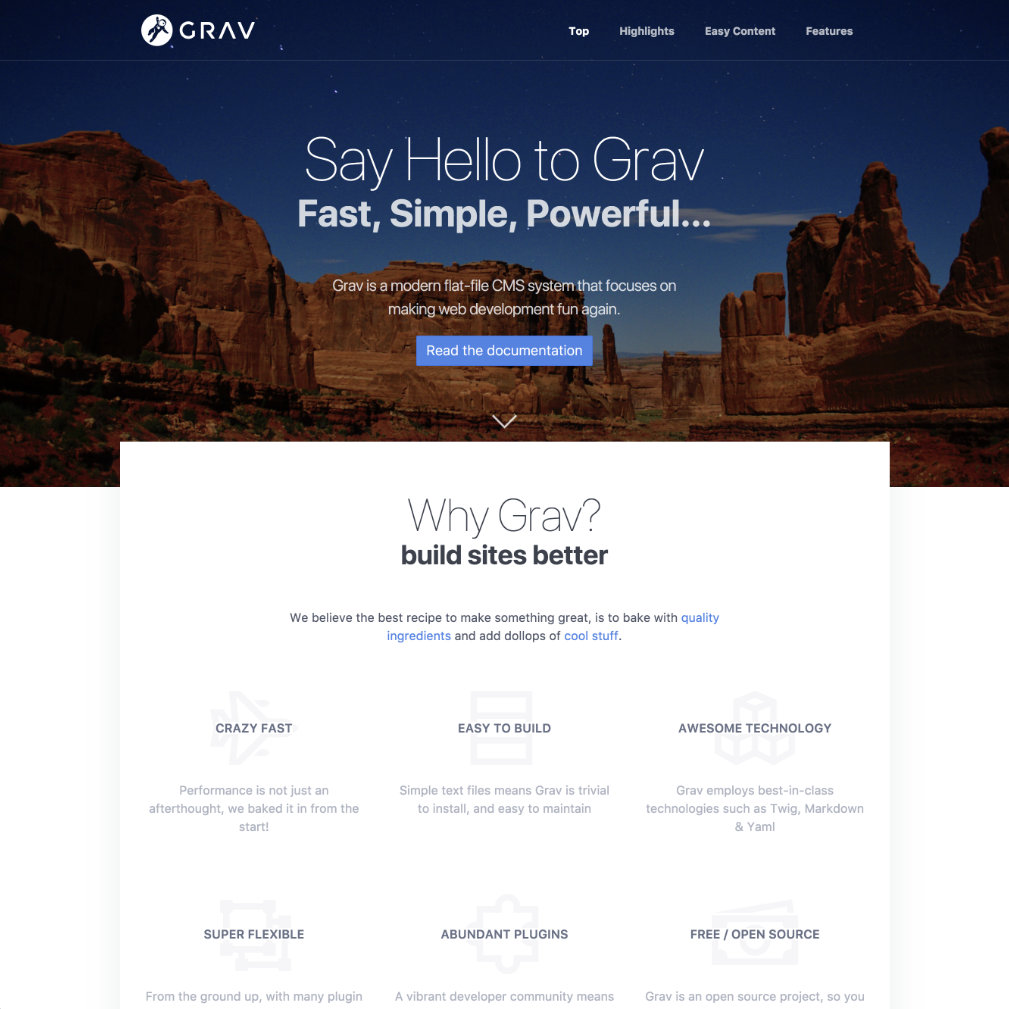 GRAV
Top Highlights Easy Content Features
Say Hello to Grav
Fast, Simple, Powerful...
Grav is a modern flat-file CMS system that focuses on
making web development fun again.
Read the documentation
Why Grav?
build sites better
We believe the best recipe to make something great, is to bake with quality
ingredients and add dollops of cool stuff.
CRAZY FAST
Performance is not just an
afterthought, we baked it in from the
start!
EASY TO BUILD
Simple text files means Grav is trivial
to install, and easy to maintain
AWESOME TECHNOLOGY
Grav employs best-in-class
technologies such as Twig, Markdown
& Yaml
SUPER FLEXIBLE
From the ground up, with many plugin
ABUNDANT PLUGINS
A vibrant developer community means
FREE / OPEN SOURCE
Grav is an open source project, so you